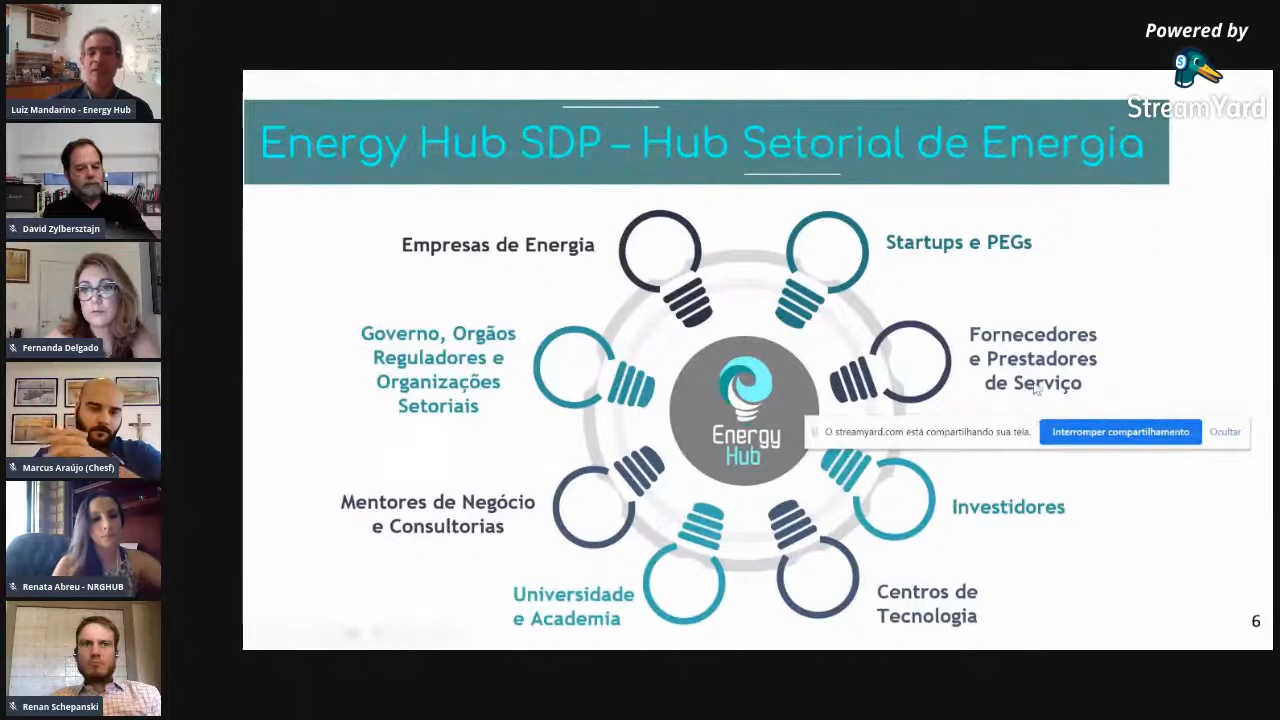 Powered by
StreamYard
Luiz Mandarino - Energy Hub
David Zylbersztajn
Fernanda Delgado
Marcus Araújo (Chesf)
Renata Abreu - NRGHUB
Renan Schepanski
Energy Hub SDP – Hub Setorial de Energia
Empresas de Energia
Startups e PEGs
Governo, Orgãos
Reguladores e
Organizações
Setoriais
Fornecedores
e Prestadores
de Serviço
Energy
Hub
O streamyard.com está compartilhando sua tela.
Interromper compartilhamento
Ocultar
Mentores de Negócio
e Consultorias
Investidores
Universidade
e Academia
Centros de
Tecnologia
6